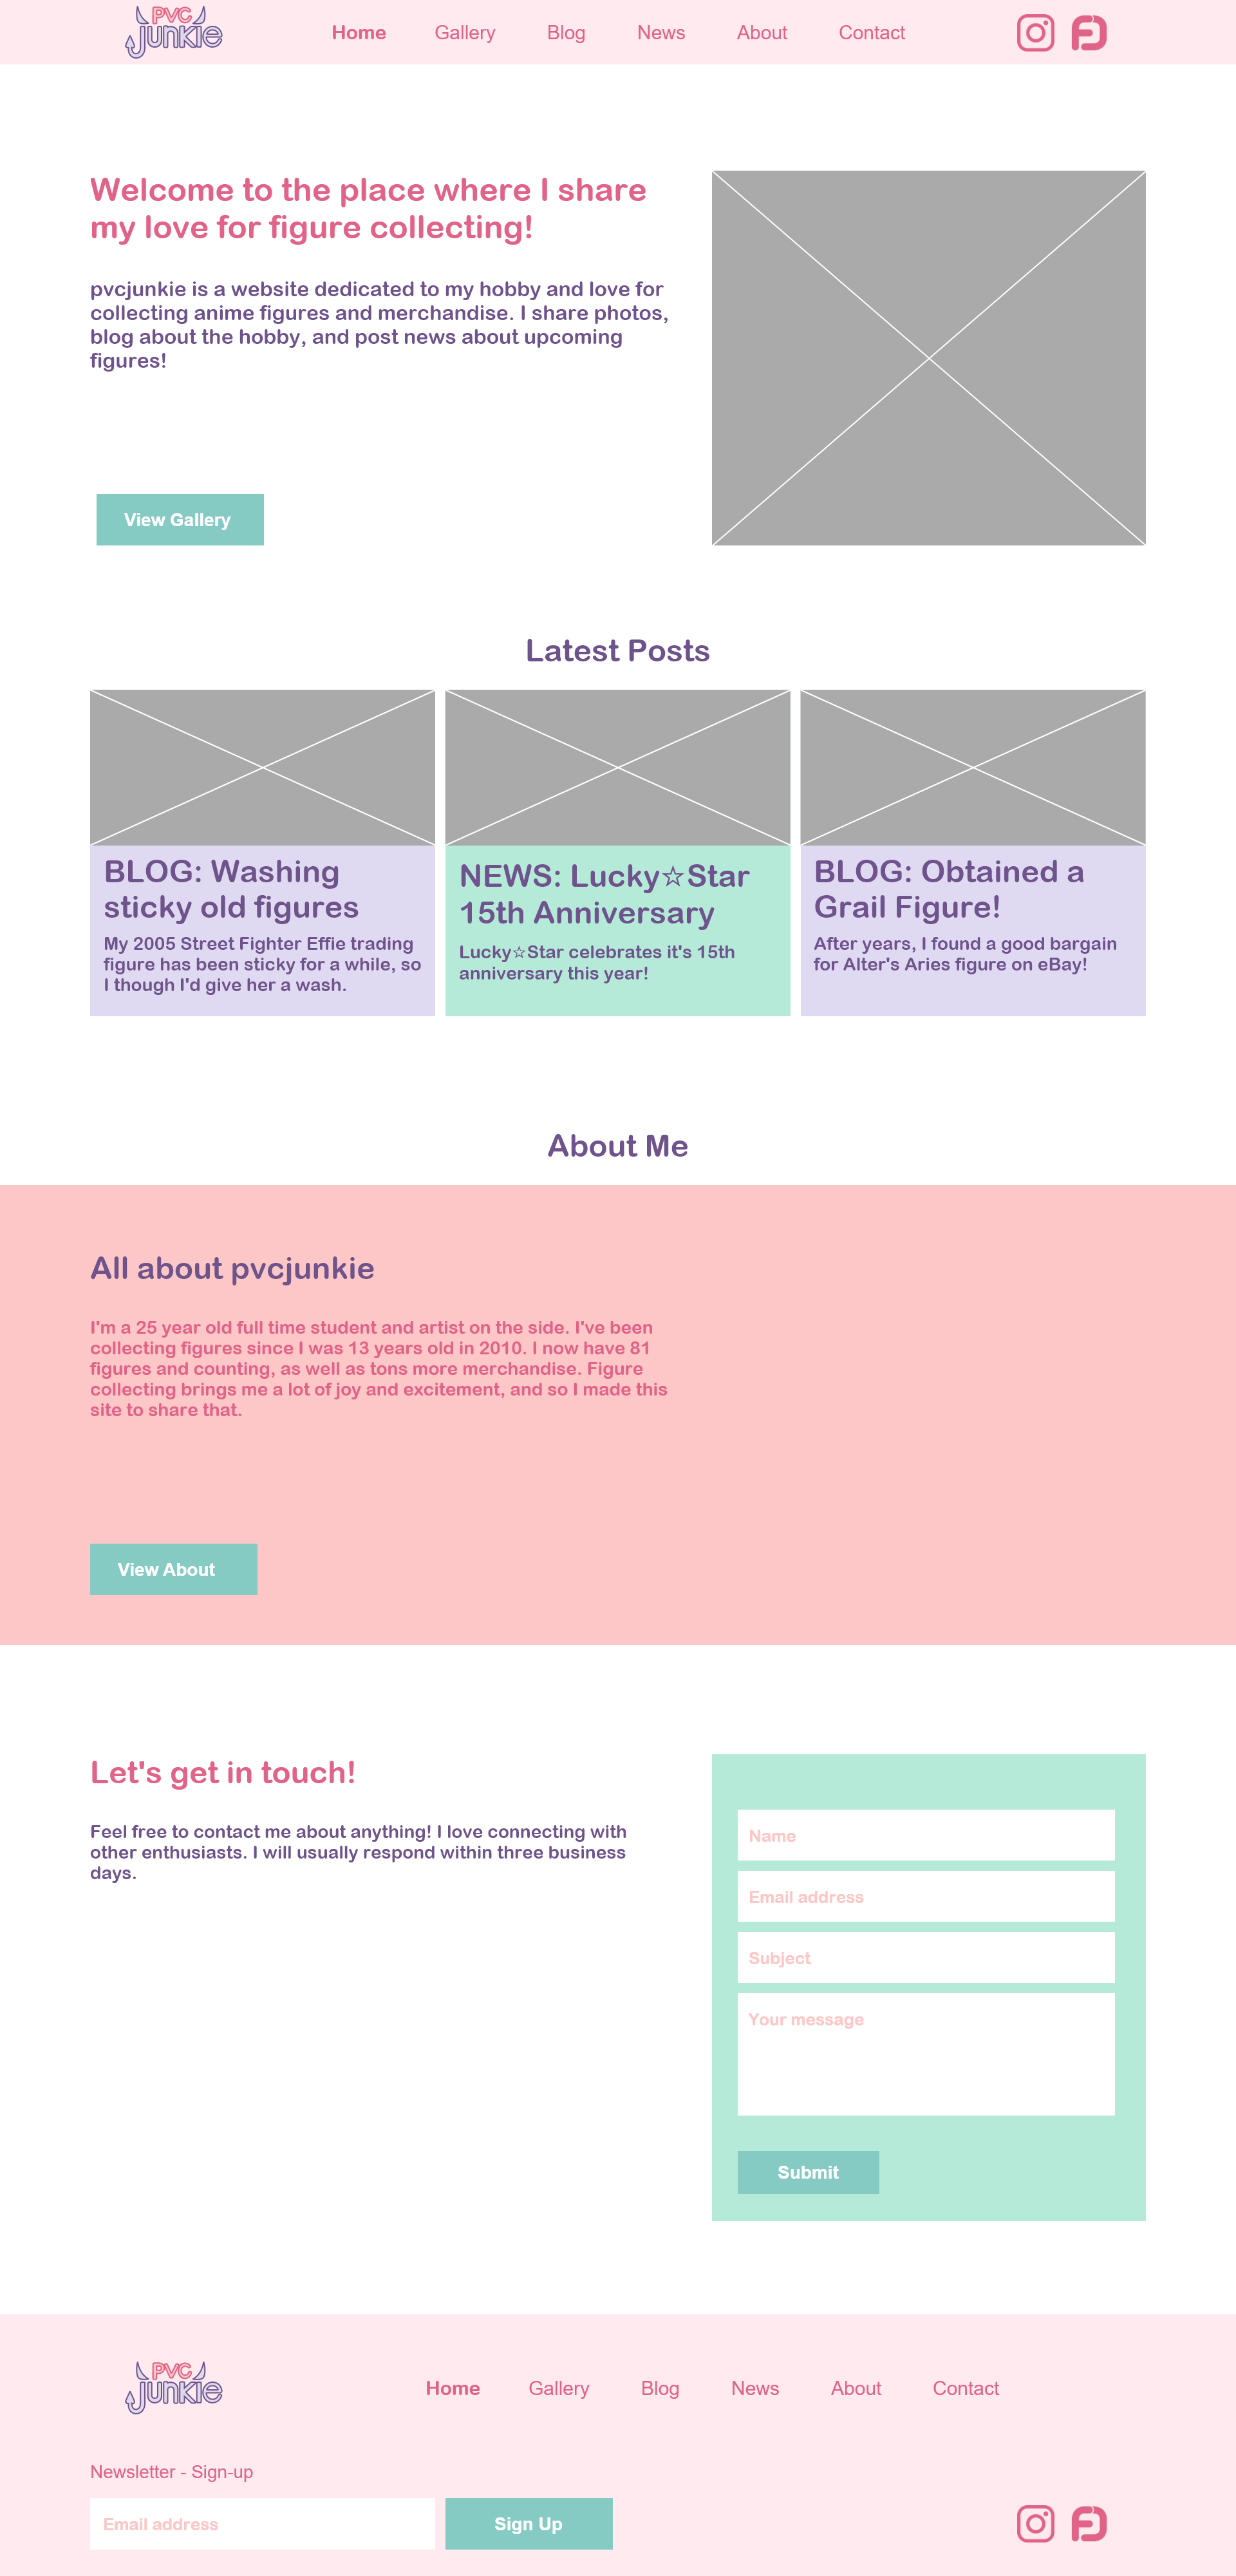 PVC
junkie
Home Gallery Blog News About Contact
Welcome to the place where I share
my love for figure collecting!
pvcjunkie is a website dedicated to my hobby and love for
collecting anime figures and merchandise. I share photos,
blog about the hobby, and post news about upcoming
figures!
View Gallery
Latest Posts
BLOG: Washing
sticky old figures
My 2005 Street Fighter Effie trading
figure has been sticky for a while, so
I though I'd give her a wash.
NEWS: Lucky☆Star
15th Anniversary
Lucky☆Star celebrates it's 15th
anniversary this year!
BLOG: Obtained a
Grail Figure!
After years, I found a good bargain
for Alter's Aries figure on eBay!
About Me
All about pvcjunkie
I'm a 25 year old full time student and artist on the side. I've been
collecting figures since I was 13 years old in 2010. I now have 81
figures and counting, as well as tons more merchandise. Figure
collecting brings me a lot of joy and excitement, and so I made this
site to share that.
View About
Let's get in touch!
Feel free to contact me about anything! I love connecting with
other enthusiasts. I will usually respond within three business
days.
Name
Email address
Subject
Your message
Submit
PVC
junkie
Home Gallery Blog News About Contact
Newsletter - Sign-up
Email address
Sign Up